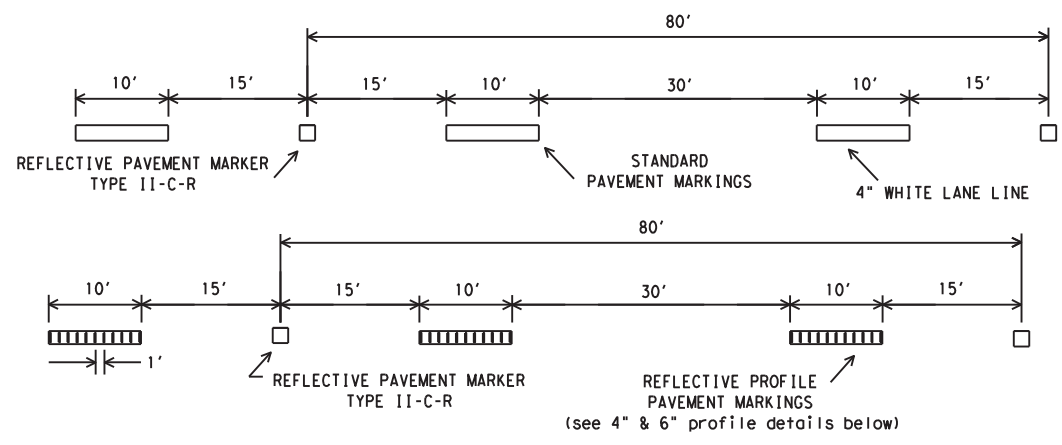 80'
10' 15' 15' 10' 30' 10' 15'
REFLECTIVE PAVEMENT MARKER
TYPE II-C-R
STANDARD
PAVEMENT MARKINGS
4" WHITE LANE LINE
80'
10' 15' 15' 10' 30' 10' 15'
1'
REFLECTIVE PAVEMENT MARKER
TYPE II-C-R
REFLECTIVE PROFILE
PAVEMENT MARKINGS
(see 4" & 6" profile details below)